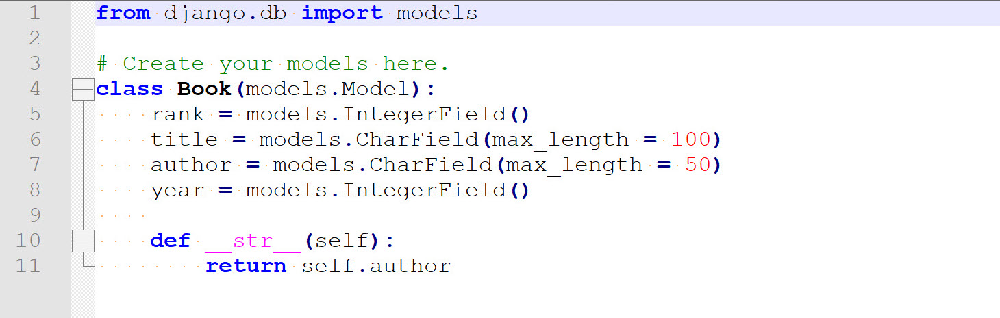 1 from django.db import models
2
3 # Create your models here.
4 class Book(models.Model):
5     rank = models.IntegerField()
6     title = models.CharField(max_length = 100)
7     author = models.CharField(max_length = 50)
8     year = models.IntegerField()
9
10     def __str__(self):
11         return self.author